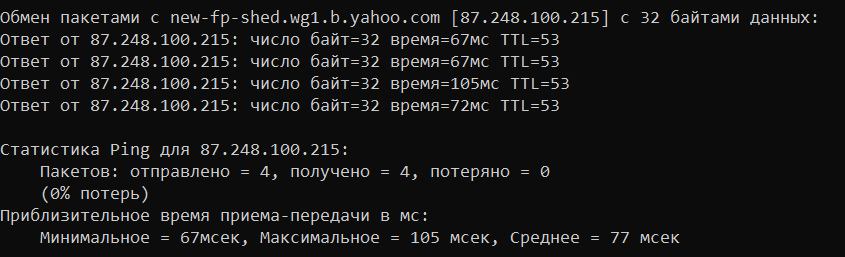 Обмен пакетами с new-fp-shed.wg1.b.yahoo.com [87.248.100.215] с 32 байтами данных:
Ответ от 87.248.100.215: число байт=32 время=67мс TTL=53
Ответ от 87.248.100.215: число байт=32 время=67мс TTL=53
Ответ от 87.248.100.215: число байт=32 время=105мс TTL=53
Ответ от 87.248.100.215: число байт=32 время=72мс TTL=53
Статистика Ping для 87.248.100.215:
Пакетов: отправлено = 4, получено = 4, потеряно = 0
(0% потерь)
Приблизительное время приема-передачи в мс:
Минимальное = 67мсек, Максимальное = 105 мсек, Среднее = 77 мсек